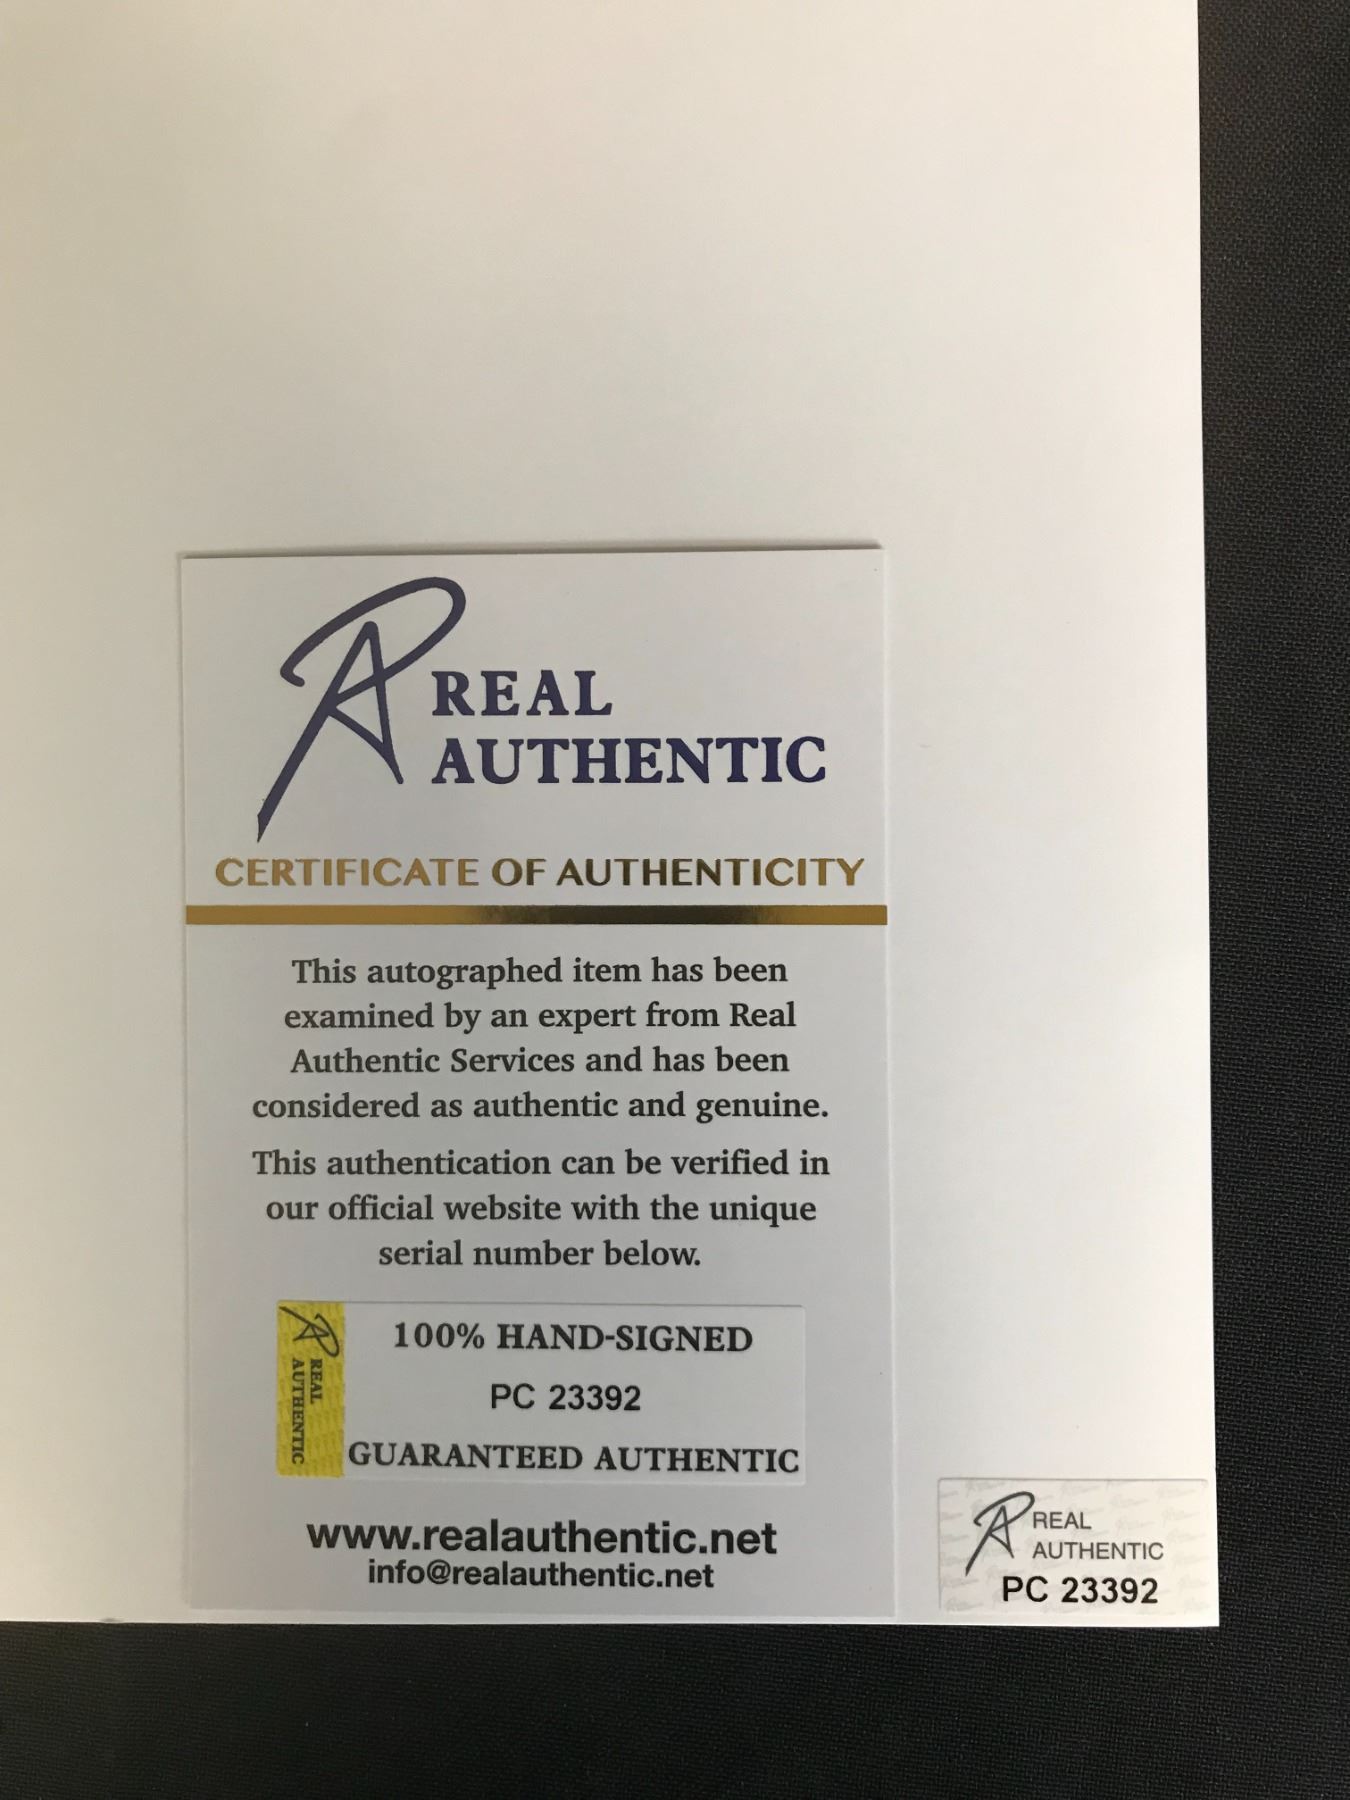 REAL
AUTHENTIC
CERTIFICATE OF AUTHENTICITY
This autographed item has been
examined by an expert from Real
Authentic Services and has been
considered as authentic and genuine.
This authentication can be verified in
our official website with the unique
serial number below.
REAL
AUTHENTIC
100% HAND-SIGNED
PC 23392
GUARANTEED AUTHENTIC
www.realauthentic.net
info@realauthentic.net
REAL
AUTHENTIC
PC 23392